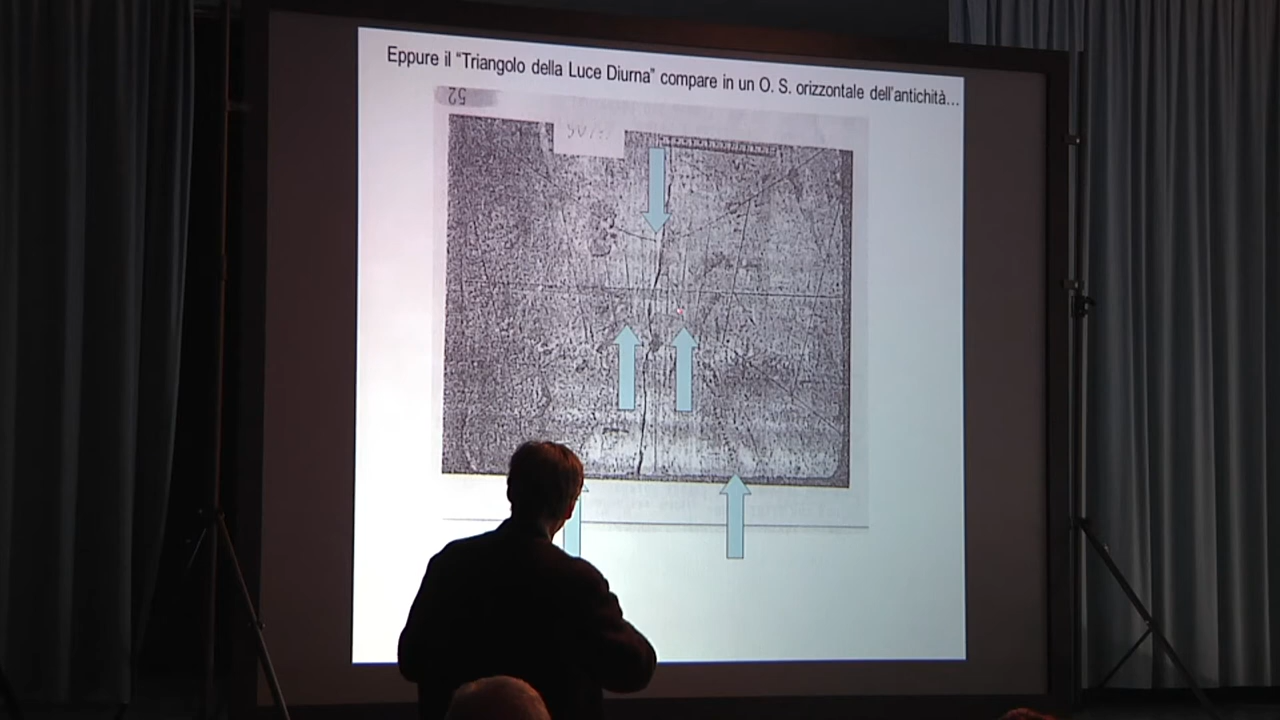 Eppure il “Triangolo della Luce Diurna” compare in un O. S. orizzontale dell’antichità…
52